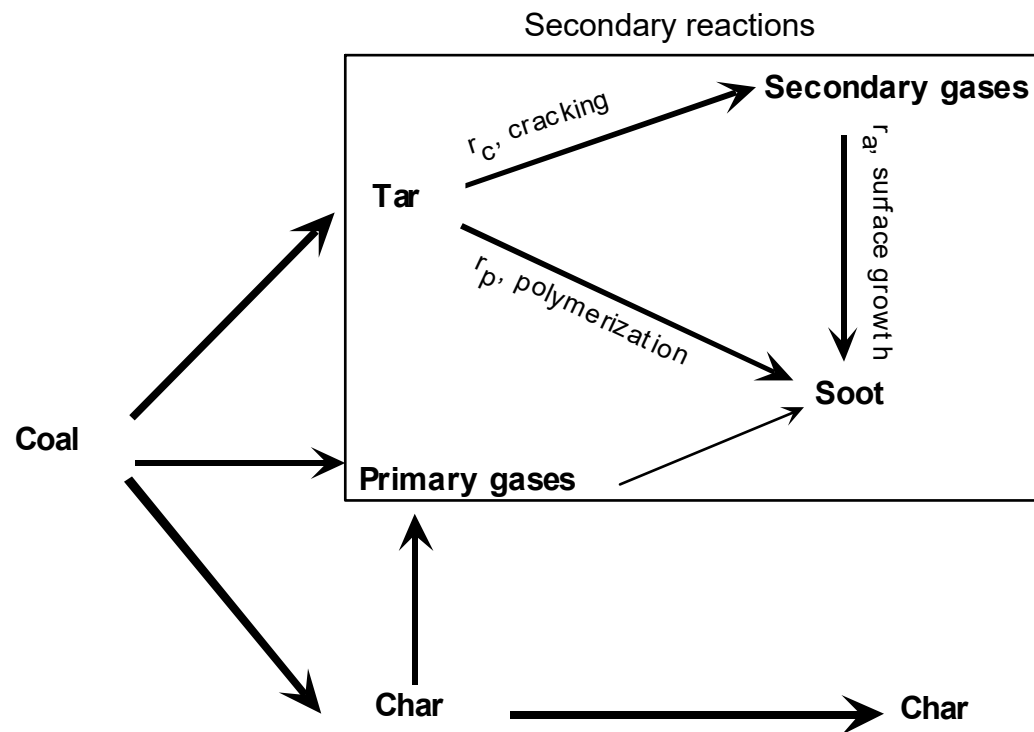 Secondary reactions
Secondary gases
r_c, cracking
r_a, surface growth
Tar
r_p, polymerization
Soot
Coal
Primary gases
Char
Char